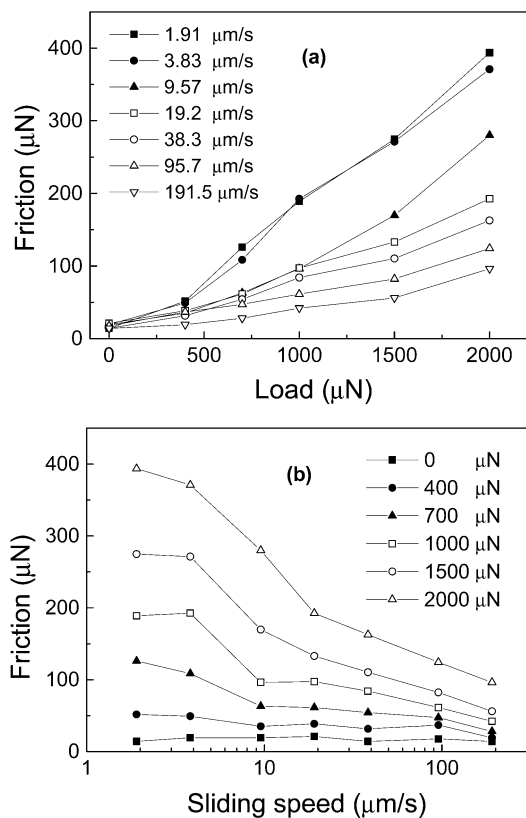 (a)
1.91 μm/s
3.83 μm/s
9.57 μm/s
19.2 μm/s
38.3 μm/s
95.7 μm/s
191.5 μm/s
400
300
200
100
0
Friction (μN)
0 500 1000 1500 2000
Load (μN)
(b)
0 μN
400 μN
700 μN
1000 μN
1500 μN
2000 μN
400
300
200
100
0
Friction (μN)
1 10 100
Sliding speed (μm/s)